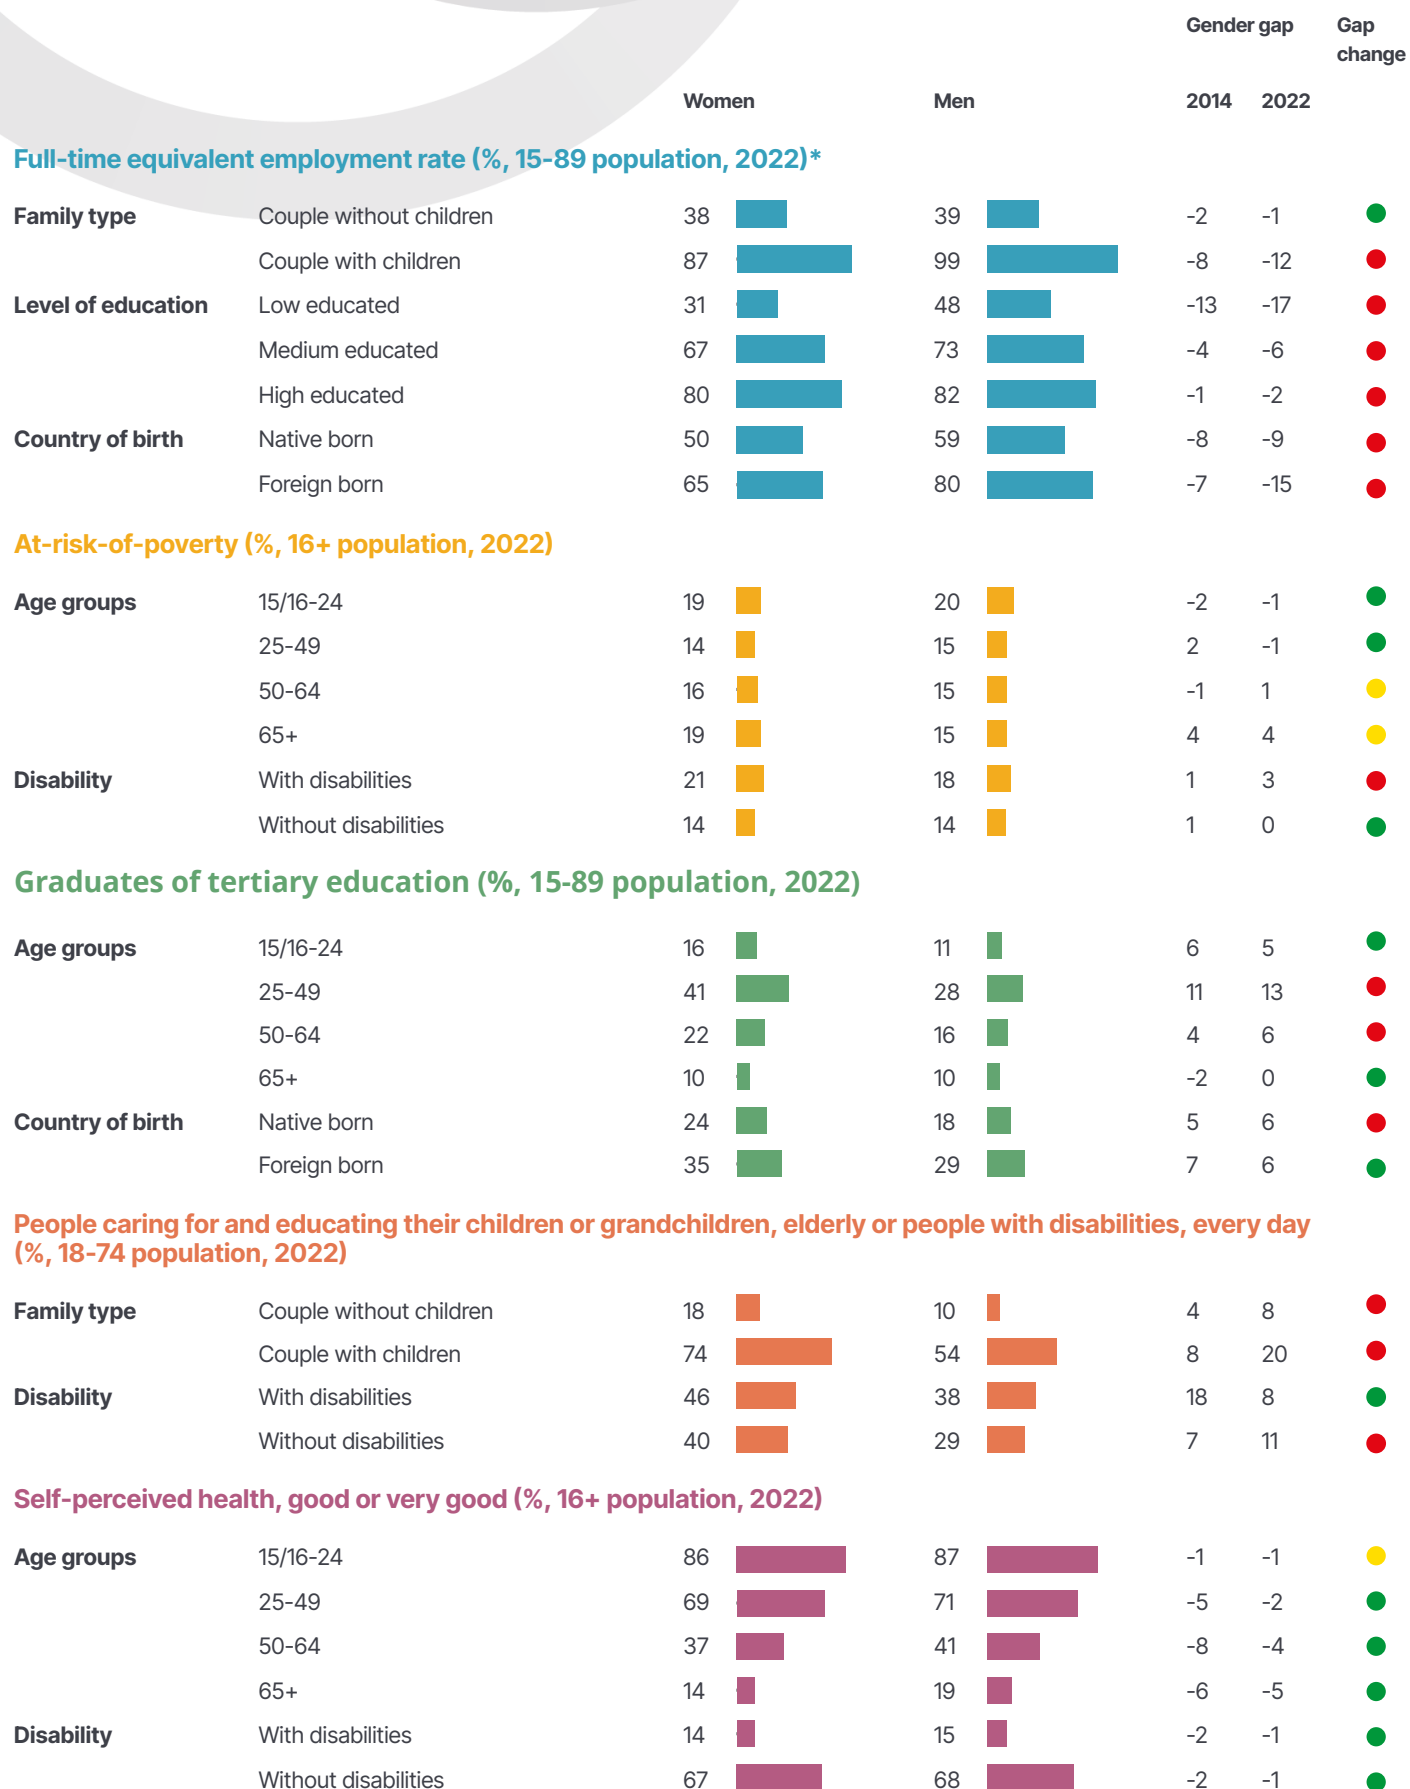 Gender gap Gap
change
Women Men 2014 2022
Full-time equivalent employment rate (%, 15-89 population, 2022)*
Family type Couple without children 38 39 -2 -1
Couple with children 87 99 -8 -12
Level of education Low educated 31 48 -13 -17
Medium educated 67 73 -4 -6
High educated 80 82 -1 -2
Country of birth Native born 50 59 -8 -9
Foreign born 65 80 -7 -15
At-risk-of-poverty (%, 16+ population, 2022)
Age groups 15/16-24 19 20 -2 -1
25-49 14 15 2 -1
50-64 16 15 -1 1
65+ 19 15 4 4
Disability With disabilities 21 18 1 3
Without disabilities 14 14 1 0
Graduates of tertiary education (%, 15-89 population, 2022)
Age groups 15/16-24 16 11 6 5
25-49 41 28 11 13
50-64 22 16 4 6
65+ 10 10 -2 0
Country of birth Native born 24 18 5 6
Foreign born 35 29 7 6
People caring for and educating their children or grandchildren, elderly or people with disabilities, every day
(%, 18-74 population, 2022)
Family type Couple without children 18 10 4 8
Couple with children 74 54 8 20
Disability With disabilities 46 38 18 8
Without disabilities 40 29 7 11
Self-perceived health, good or very good (%, 16+ population, 2022)
Age groups 15/16-24 86 87 -1 -1
25-49 69 71 -5 -2
50-64 37 41 -8 -4
65+ 14 19 -6 -5
Disability With disabilities 14 15 -2 -1
Without disabilities 67 68 -2 -1